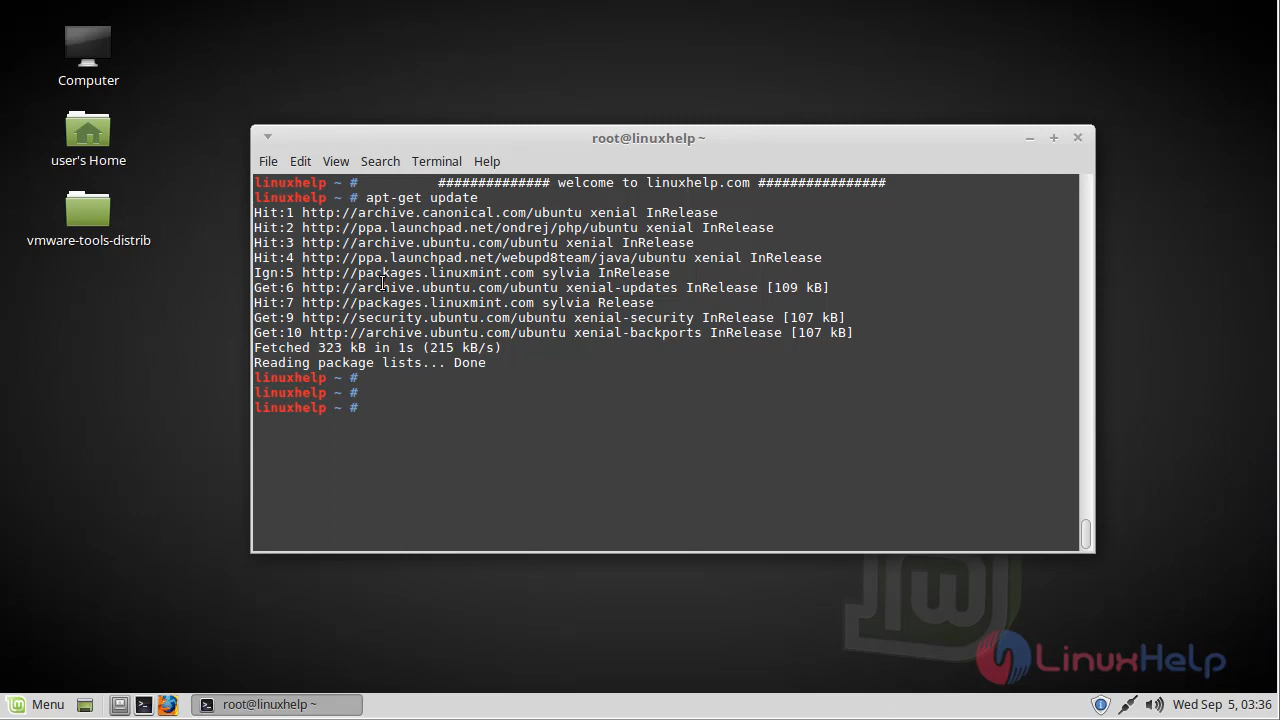 Computer
user's Home
vmware-tools-distrib
root@linuxhelp ~
File Edit View Search Terminal Help
linuxhelp ~ #          ############## welcome to linuxhelp.com ################
linuxhelp ~ # apt-get update
Hit:1 http://archive.canonical.com/ubuntu xenial InRelease
Hit:2 http://ppa.launchpad.net/ondrej/php/ubuntu xenial InRelease
Hit:3 http://archive.ubuntu.com/ubuntu xenial InRelease
Hit:4 http://ppa.launchpad.net/webupd8team/java/ubuntu xenial InRelease
Ign:5 http://packages.linuxmint.com sylvia InRelease
Get:6 http://archive.ubuntu.com/ubuntu xenial-updates InRelease [109 kB]
Hit:7 http://packages.linuxmint.com sylvia Release
Get:9 http://security.ubuntu.com/ubuntu xenial-security InRelease [107 kB]
Get:10 http://archive.ubuntu.com/ubuntu xenial-backports InRelease [107 kB]
Fetched 323 kB in 1s (215 kB/s)
Reading package lists... Done
linuxhelp ~ #
linuxhelp ~ #
linuxhelp ~ #
LinuxHelp
Menu
root@linuxhelp ~
Wed Sep 5, 03:36